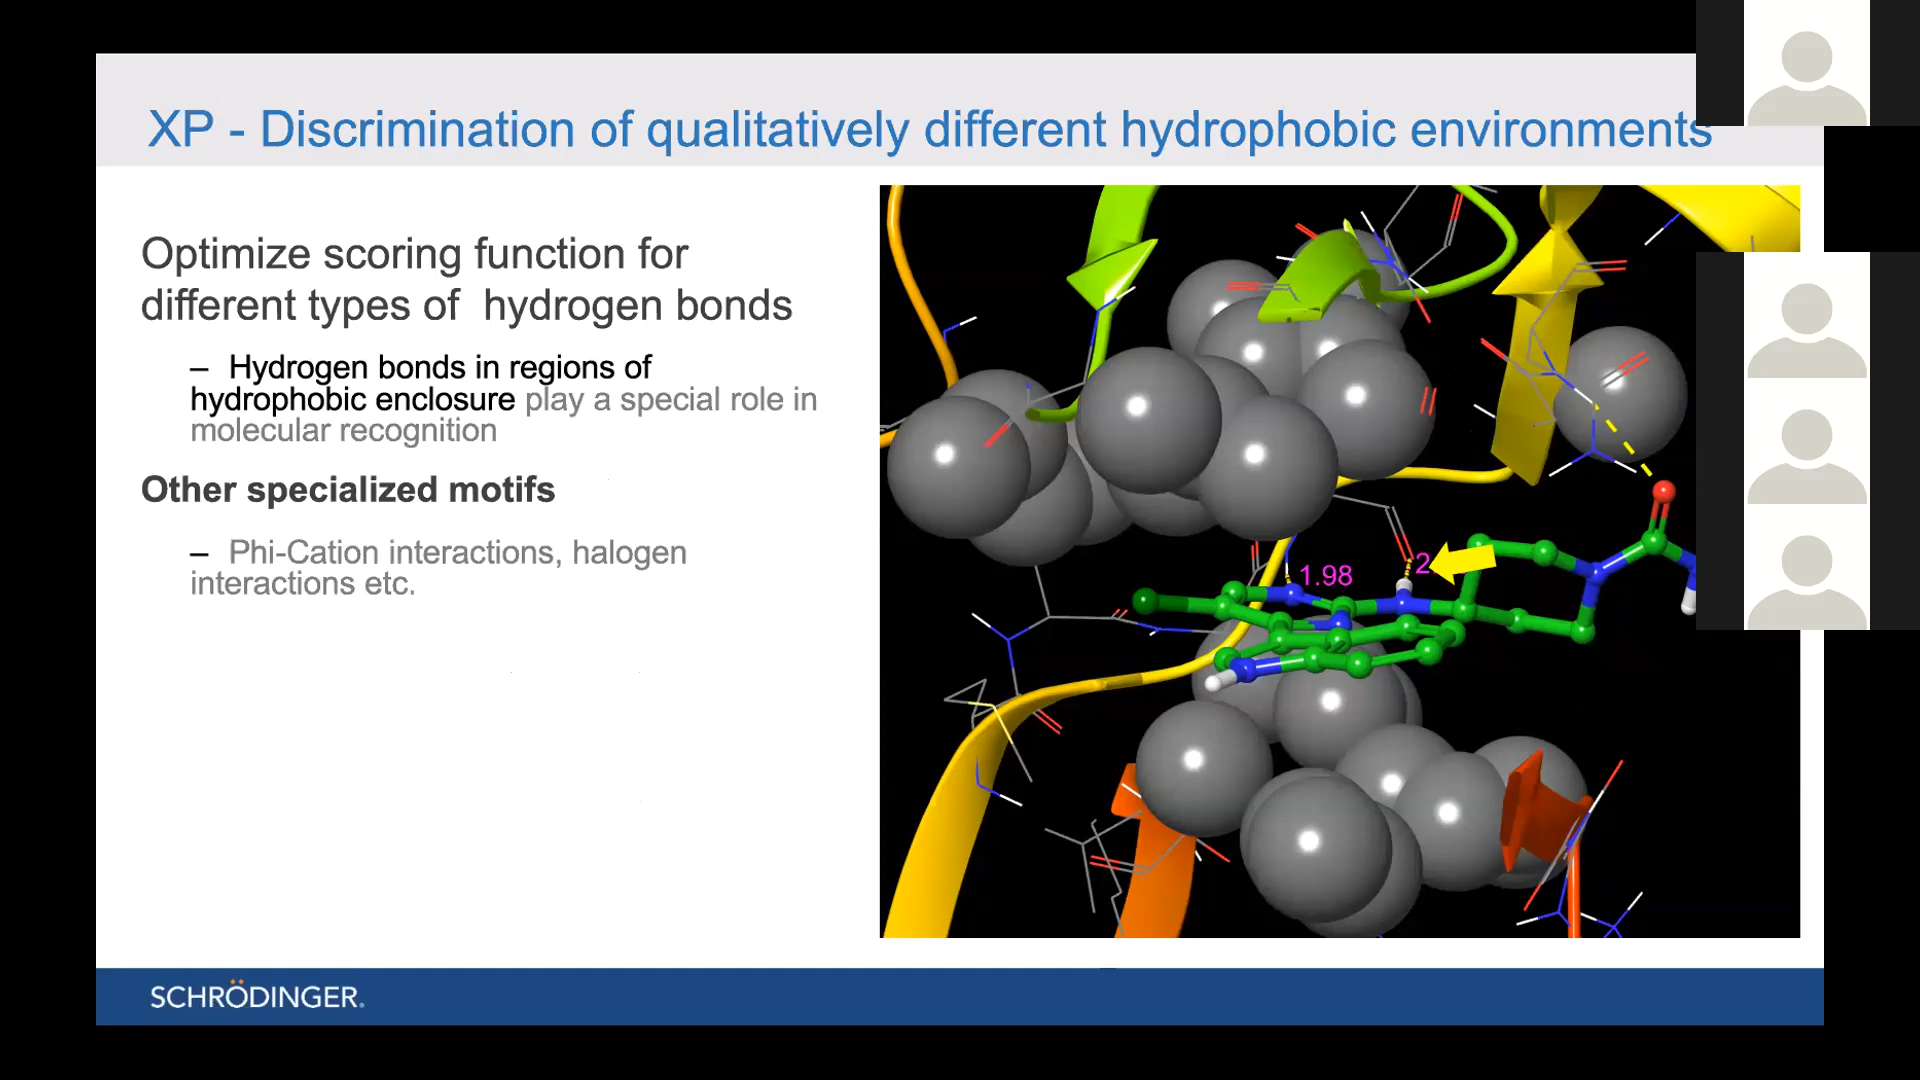 XP - Discrimination of qualitatively different hydrophobic environments
Optimize scoring function for
different types of hydrogen bonds
– Hydrogen bonds in regions of
hydrophobic enclosure play a special role in
molecular recognition
Other specialized motifs
– Phi-Cation interactions, halogen
interactions etc.
1.98
2
SCHRÖDINGER.